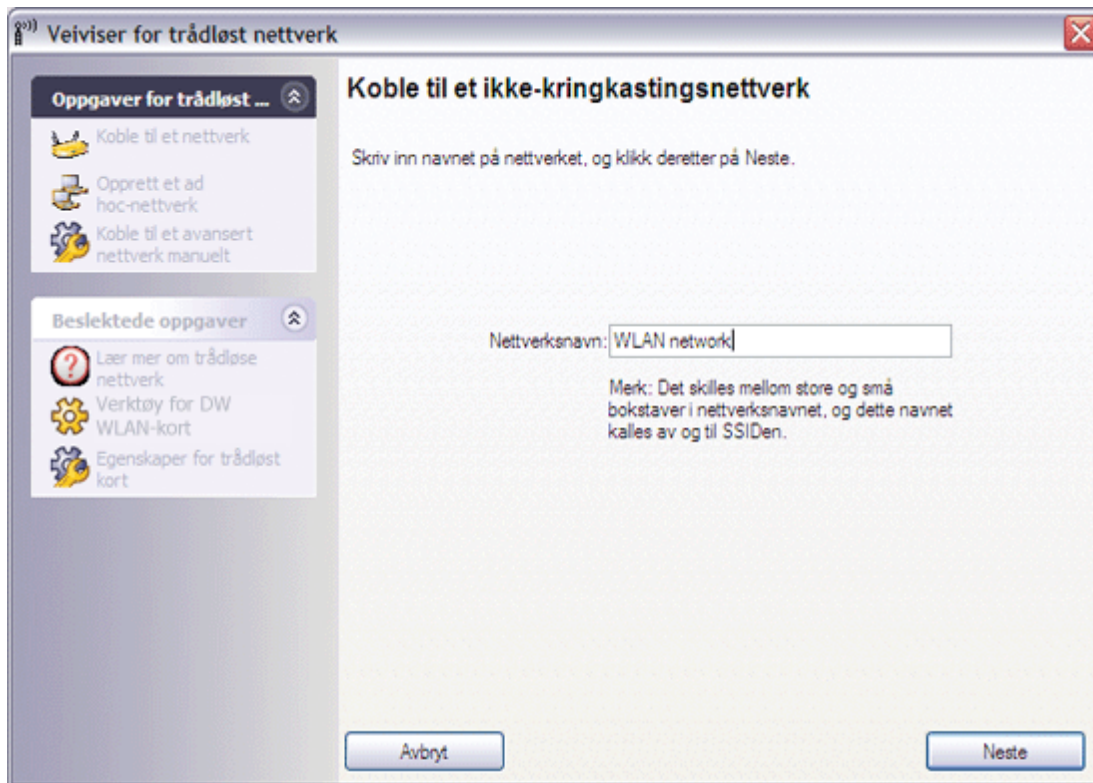 Veiviser for trådløst nettverk
Oppgaver for trådløst ...
Koble til et nettverk
Opprett et ad
hoc-nettverk
Koble til et avansert
nettverk manuelt
Beslektede oppgaver
Lær mer om trådløse
nettverk
Verktøy for DW
WLAN-kort
Egenskaper for trådløst
kort
Koble til et ikke-kringkastingsnettverk
Skriv inn navnet på nettverket, og klikk deretter på Neste.
Nettverksnavn: WLAN network
Merk: Det skilles mellom store og små
bokstaver i nettverksnavnet, og dette navnet
kalles av og til SSIDen.
Avbryt
Neste